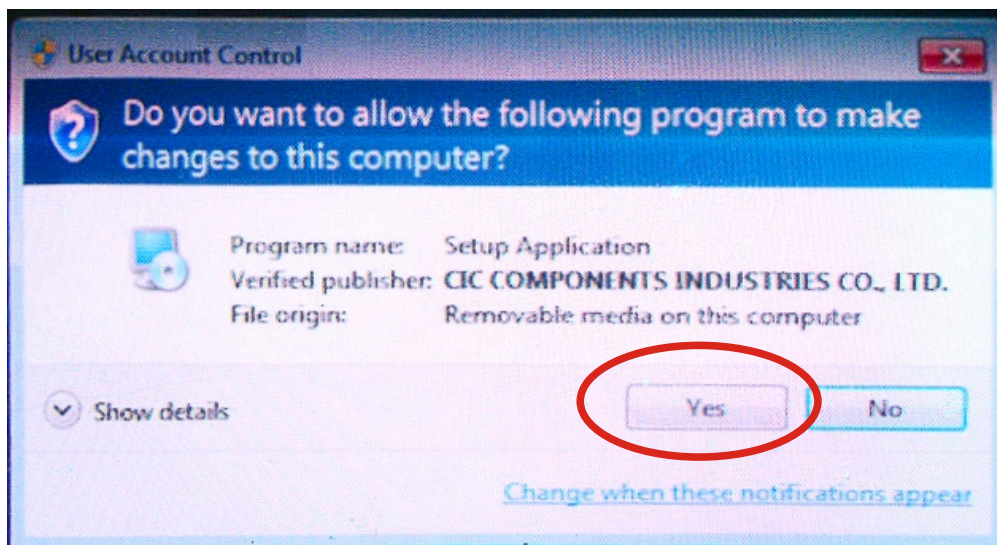 User Account Control
Do you want to allow the following program to make
changes to this computer?
Program name: Setup Application
Verified publisher: CIC COMPONENTS INDUSTRIES CO., LTD.
File origin: Removable media on this computer
Show details
Yes
No
Change when these notifications appear